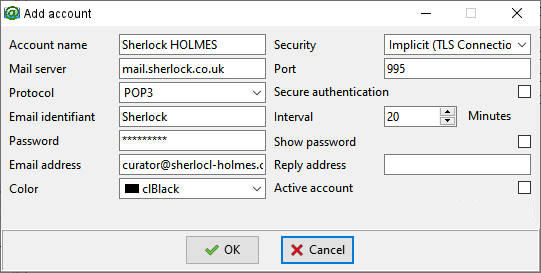 Add account
Account name Sherlock HOLMES Security Implicit (TLS Connectio
Mail server mail.sherlock.co.uk Port 995
Protocol POP3 Secure authentication
Email identifiant Sherlock Interval 20 Minutes
Password ********* Show password
Email address curator@sherlocl-holmes.c Reply address
Color clBlack Active account
OK Cancel